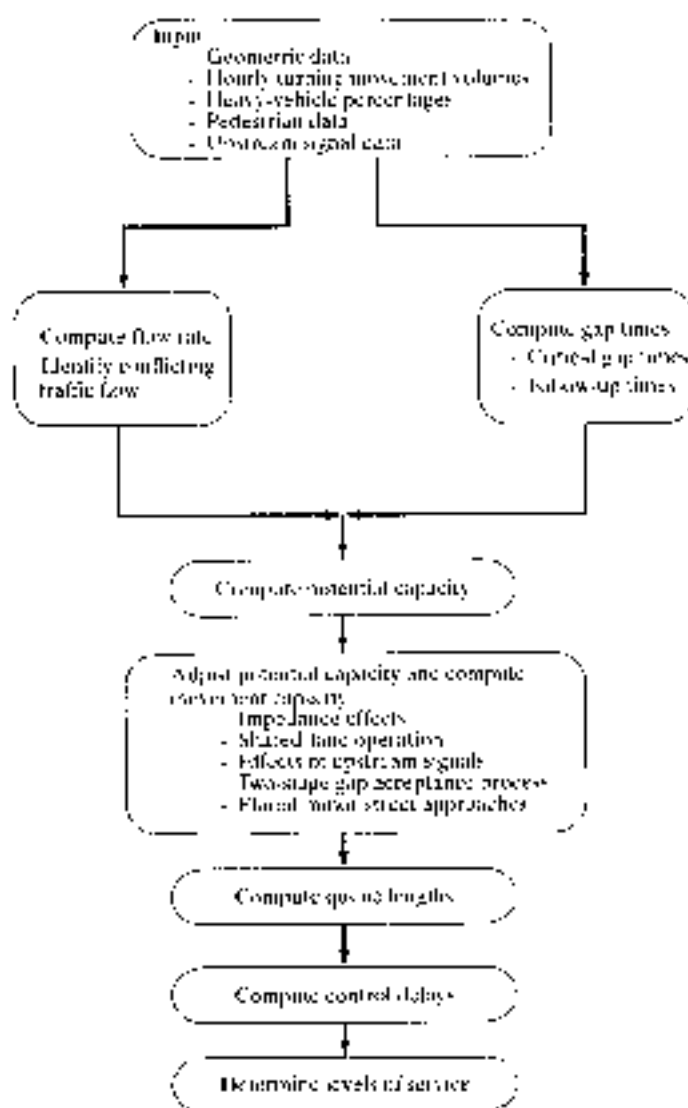 Input
Geometric data
- Hourly turning movement volumes
- Heavy-vehicle percentages
- Pedestrian data
- Upstream signal data
Compute flow rate
Identify conflicting
traffic flow
Compute gap times
- Critical gap times
- Follow-up times
Compute potential capacity
Adjust potential capacity and compute
movement capacity
Impedance effects
- Shared-lane operation
- Effects of upstream signals
Two-stage gap acceptance process
- Flared minor-street approaches
Compute queue lengths
Compute control delays
Determine levels of service